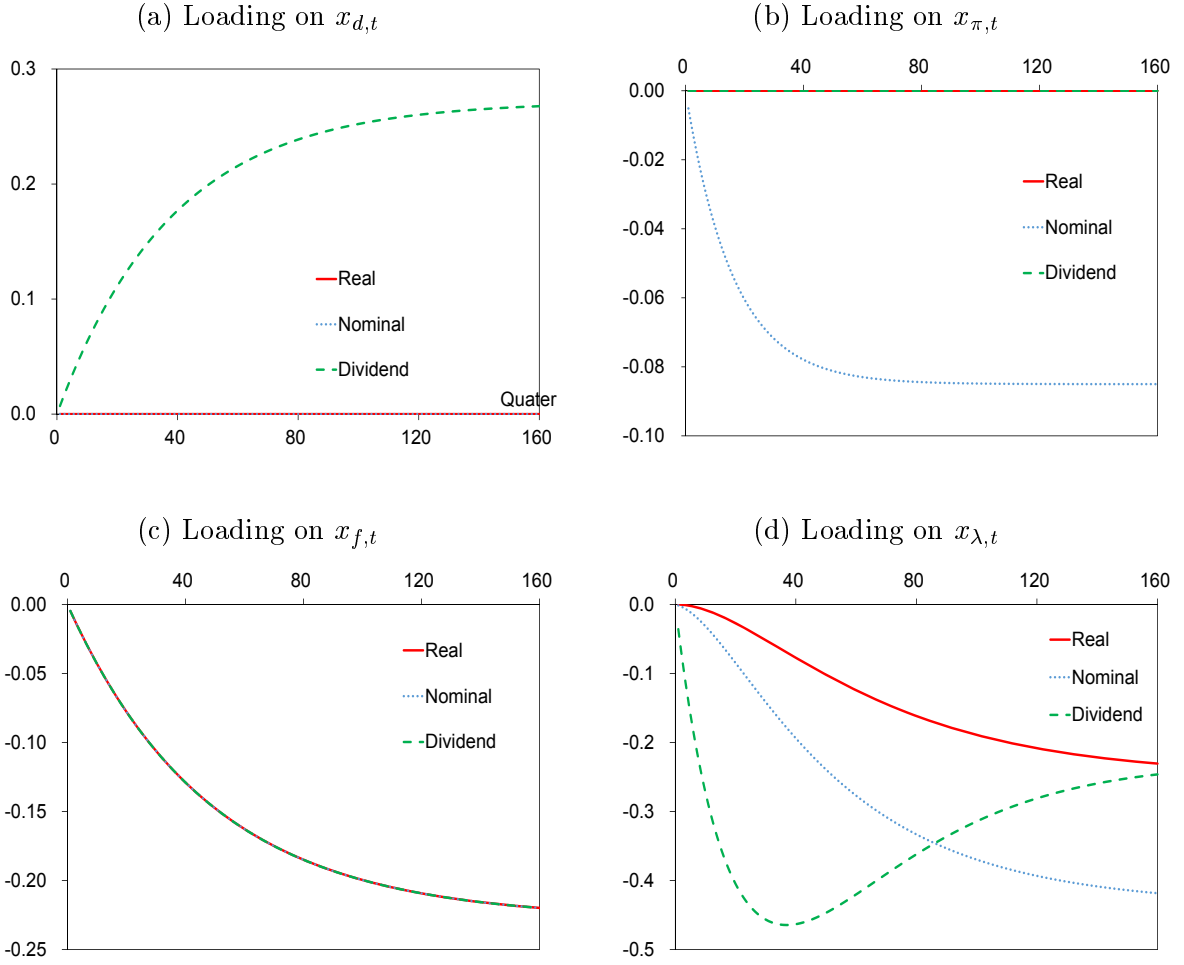 (a) Loading on x_{d,t}
0.3
0.2
0.1
0.0
0 40 80 120 160
Real
Nominal
Dividend
Quater
(b) Loading on x_{π,t}
0 40 80 120 160
0.00
-0.02
-0.04
-0.06
-0.08
-0.10
Real
Nominal
Dividend
(c) Loading on x_{f,t}
0 40 80 120 160
0.00
-0.05
-0.10
-0.15
-0.20
-0.25
Real
Nominal
Dividend
(d) Loading on x_{λ,t}
0 40 80 120 160
0.0
-0.1
-0.2
-0.3
-0.4
-0.5
Real
Nominal
Dividend